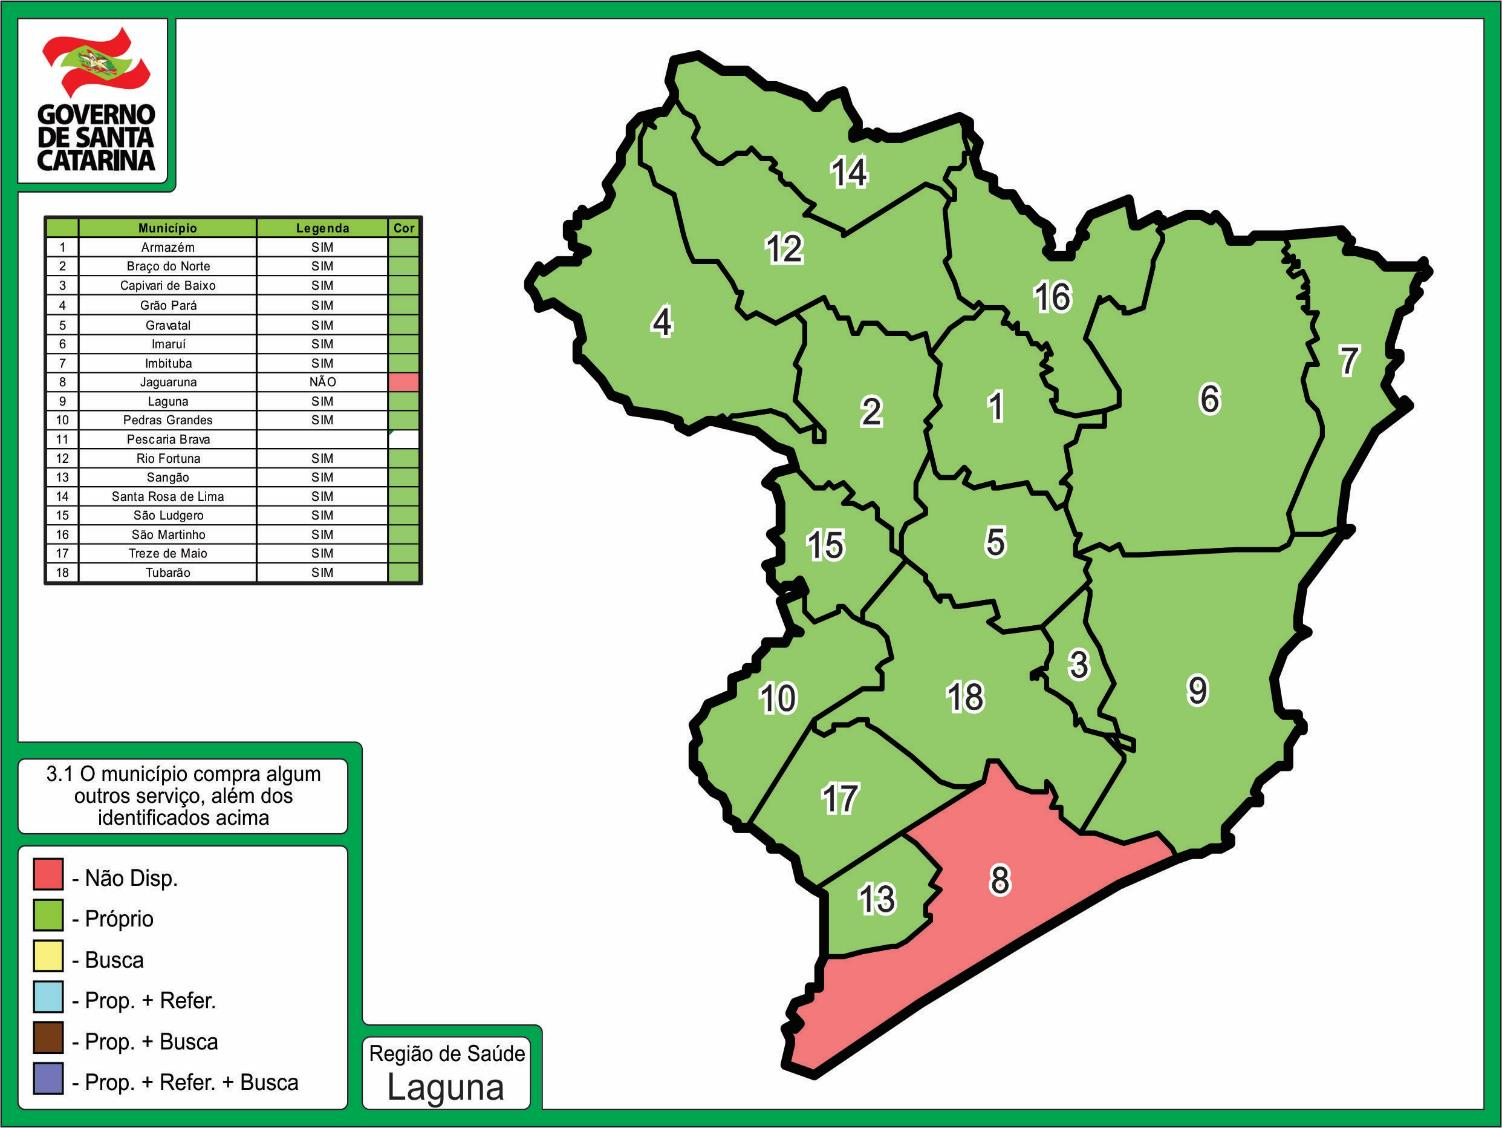 GOVERNO
DE SANTA
CATARINA
Município Legenda Cor
1 Armazém SIM
2 Braço do Norte SIM
3 Capivari de Baixo SIM
4 Grão Pará SIM
5 Gravatal SIM
6 Imaruí SIM
7 Imbituba SIM
8 Jaguaruna NÃO
9 Laguna SIM
10 Pedras Grandes SIM
11 Pescaria Brava
12 Rio Fortuna SIM
13 Sangão SIM
14 Santa Rosa de Lima SIM
15 São Ludgero SIM
16 São Martinho SIM
17 Treze de Maio SIM
18 Tubarão SIM
14
12
16
4
7
6
2
1
15
5
3
10
18
9
17
8
13
3.1 O município compra algum
outros serviço, além dos
identificados acima
- Não Disp.
- Próprio
- Busca
- Prop. + Refer.
- Prop. + Busca
- Prop. + Refer. + Busca
Região de Saúde
Laguna